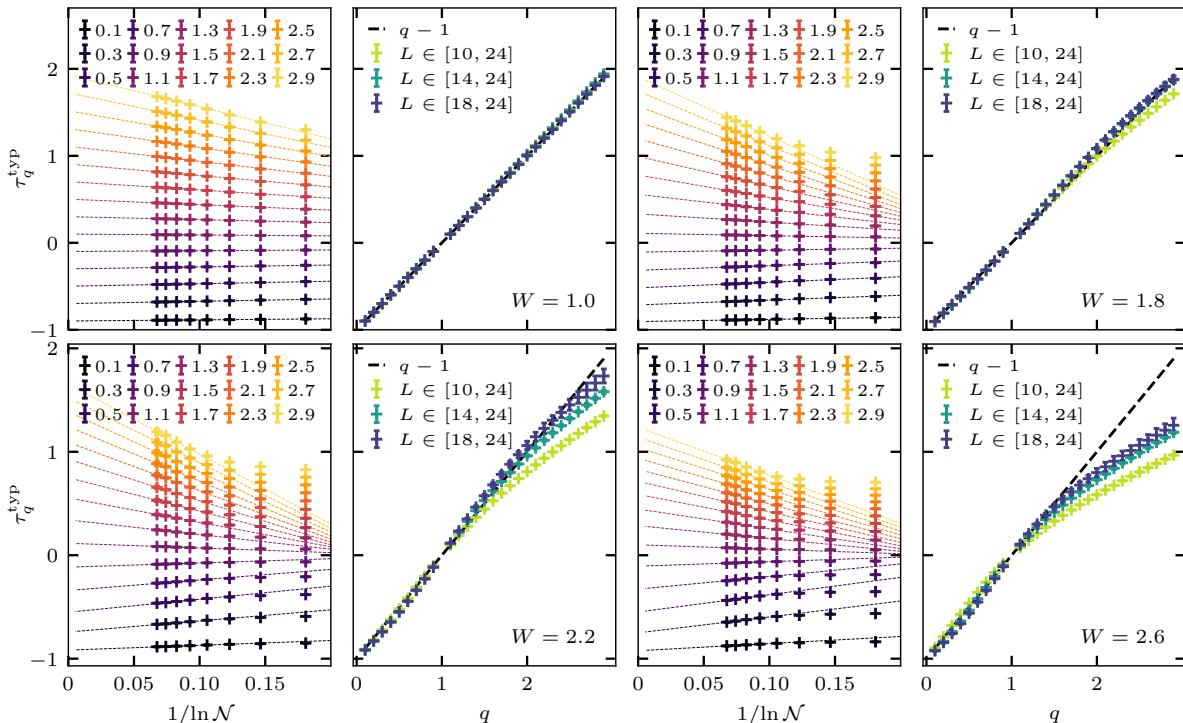 0.1 0.7 1.3 1.9 2.5
0.3 0.9 1.5 2.1 2.7
0.5 1.1 1.7 2.3 2.9
2
1
0
−1
τ_q^typ
q − 1
L ∈ [10, 24]
L ∈ [14, 24]
L ∈ [18, 24]
W = 1.0
0.1 0.7 1.3 1.9 2.5
0.3 0.9 1.5 2.1 2.7
0.5 1.1 1.7 2.3 2.9
q − 1
L ∈ [10, 24]
L ∈ [14, 24]
L ∈ [18, 24]
W = 1.8
0.1 0.7 1.3 1.9 2.5
0.3 0.9 1.5 2.1 2.7
0.5 1.1 1.7 2.3 2.9
2
1
0
−1
τ_q^typ
0 0.05 0.10 0.15
1/ln 𝒩
q − 1
L ∈ [10, 24]
L ∈ [14, 24]
L ∈ [18, 24]
W = 2.2
0 1 2
q
0.1 0.7 1.3 1.9 2.5
0.3 0.9 1.5 2.1 2.7
0.5 1.1 1.7 2.3 2.9
0 0.05 0.10 0.15
1/ln 𝒩
q − 1
L ∈ [10, 24]
L ∈ [14, 24]
L ∈ [18, 24]
W = 2.6
0 1 2
q